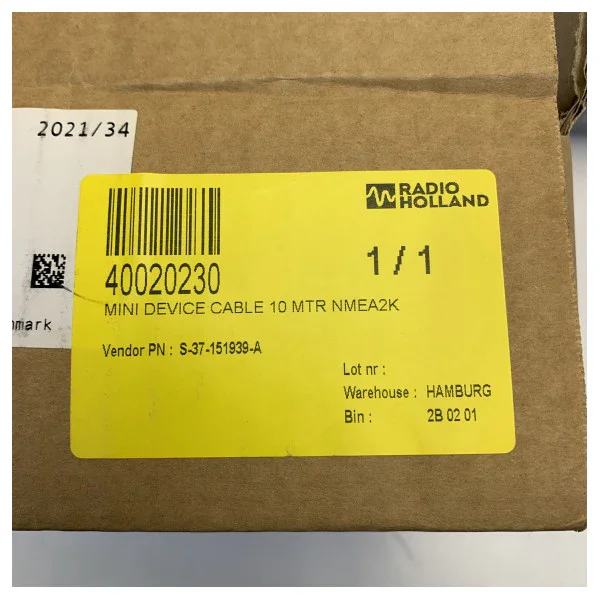 2021/34
nmark
RADIO
HOLLAND
40020230
1 / 1
MINI DEVICE CABLE 10 MTR NMEA2K
Vendor PN : S-37-151939-A
Lot nr :
Warehouse : HAMBURG
Bin : 2B 02 01